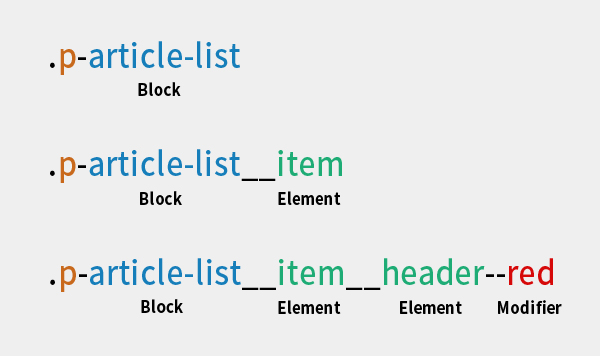 .p-article-list
Block
.p-article-list__item
Block Element
.p-article-list__item__header--red
Block Element Element Modifier